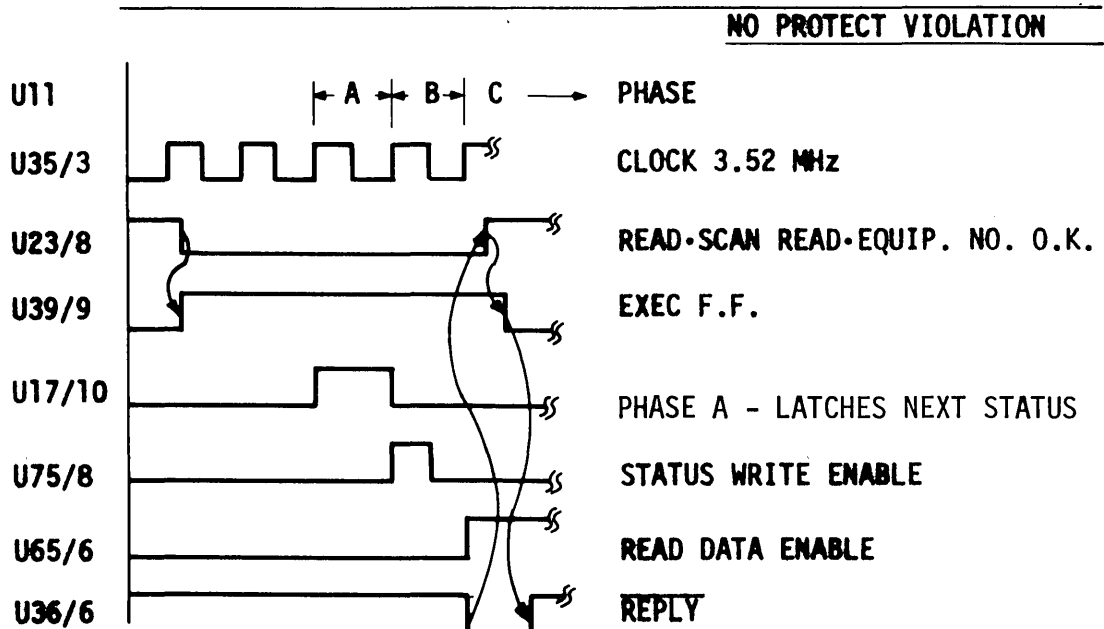 NO PROTECT VIOLATION
U11 A B C PHASE
U35/3 CLOCK 3.52 MHz
U23/8 READ·SCAN READ·EQUIP. NO. O.K.
U39/9 EXEC F.F.
U17/10 PHASE A - LATCHES NEXT STATUS
U75/8 STATUS WRITE ENABLE
U65/6 READ DATA ENABLE
U36/6 REPLY